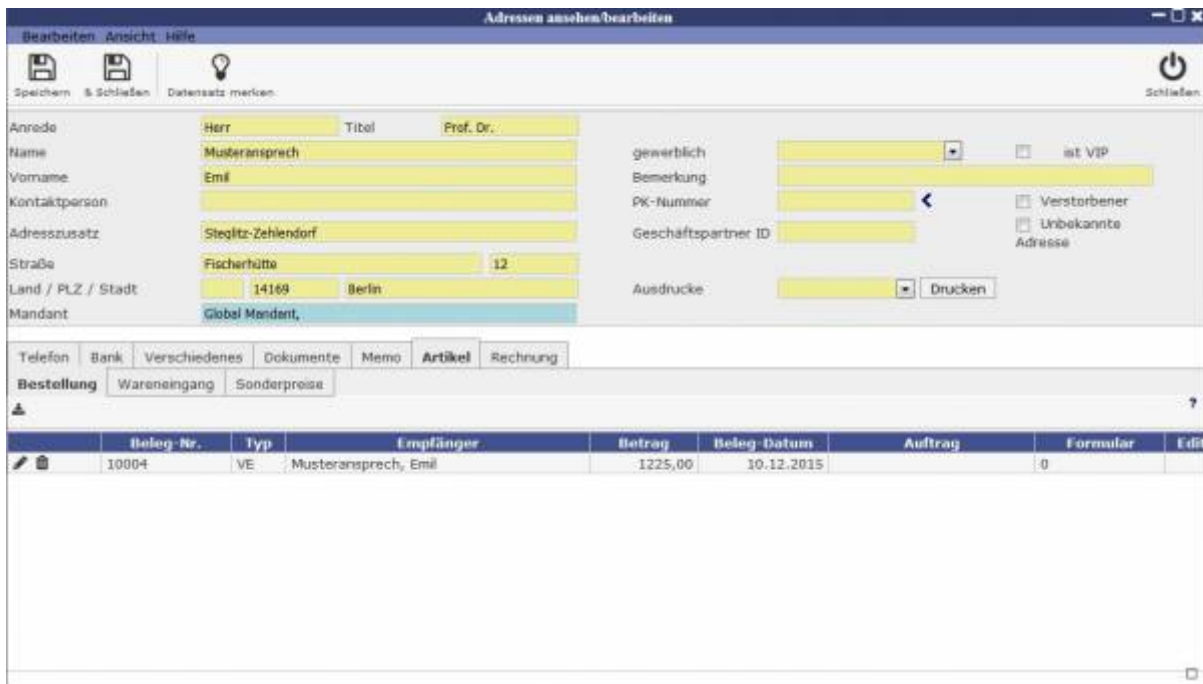 Adressen ansehen/bearbeiten
Bearbeiten Ansicht Hilfe
Speichern & Schließen Datensatz merken Schließen
Anrede Herr Titel Prof. Dr.
Name Musteransprech gewerblich ist VIP
Vorname Emil Bemerkung
Kontaktperson PK-Nummer Verstorbener
Adresszusatz Steglitz-Zehlendorf Geschäftspartner ID Unbekannte
Adresse
Straße Fischerhütte 12
Land / PLZ / Stadt 14169 Berlin Ausdrucke Drucken
Mandant Global Mandant,
Telefon Bank Verschiedenes Dokumente Memo Artikel Rechnung
Bestellung Wareneingang Sonderpreise
?
Beleg-Nr. Typ Empfänger Betrag Beleg-Datum Auftrag Formular Edit
10004 VE Musteransprech, Emil 1225,00 10.12.2015 0